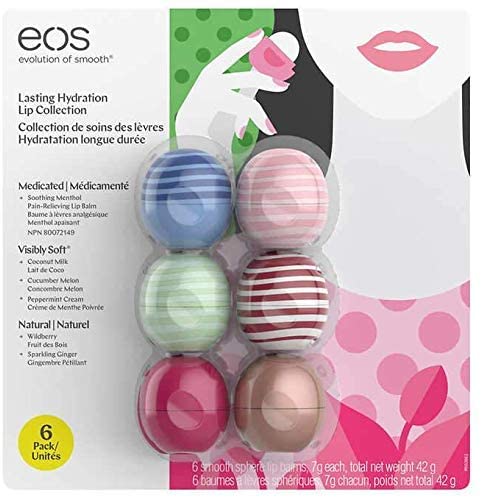 eos
evolution of smooth®
Lasting Hydration
Lip Collection
Collection de soins des lèvres
Hydratation longue durée
Medicated | Médicamenté
• Soothing Menthol
Pain-Relieving Lip Balm
Baume à lèvres analgésique
Menthol apaisant
NPN 80072149
Visibly Soft®
• Coconut Milk
Lait de Coco
• Cucumber Melon
Concombre Melon
• Peppermint Cream
Crème de Menthe Poivrée
Natural | Naturel
• Wildberry
Fruit des Bois
• Sparkling Ginger
Gingembre Pétillant
6
Pack/
Unités
6 smooth sphere lip balms, 7g each, total net weight 42 g
6 baumes à lèvres sphériques, 7g chacun, poids net total 42 g